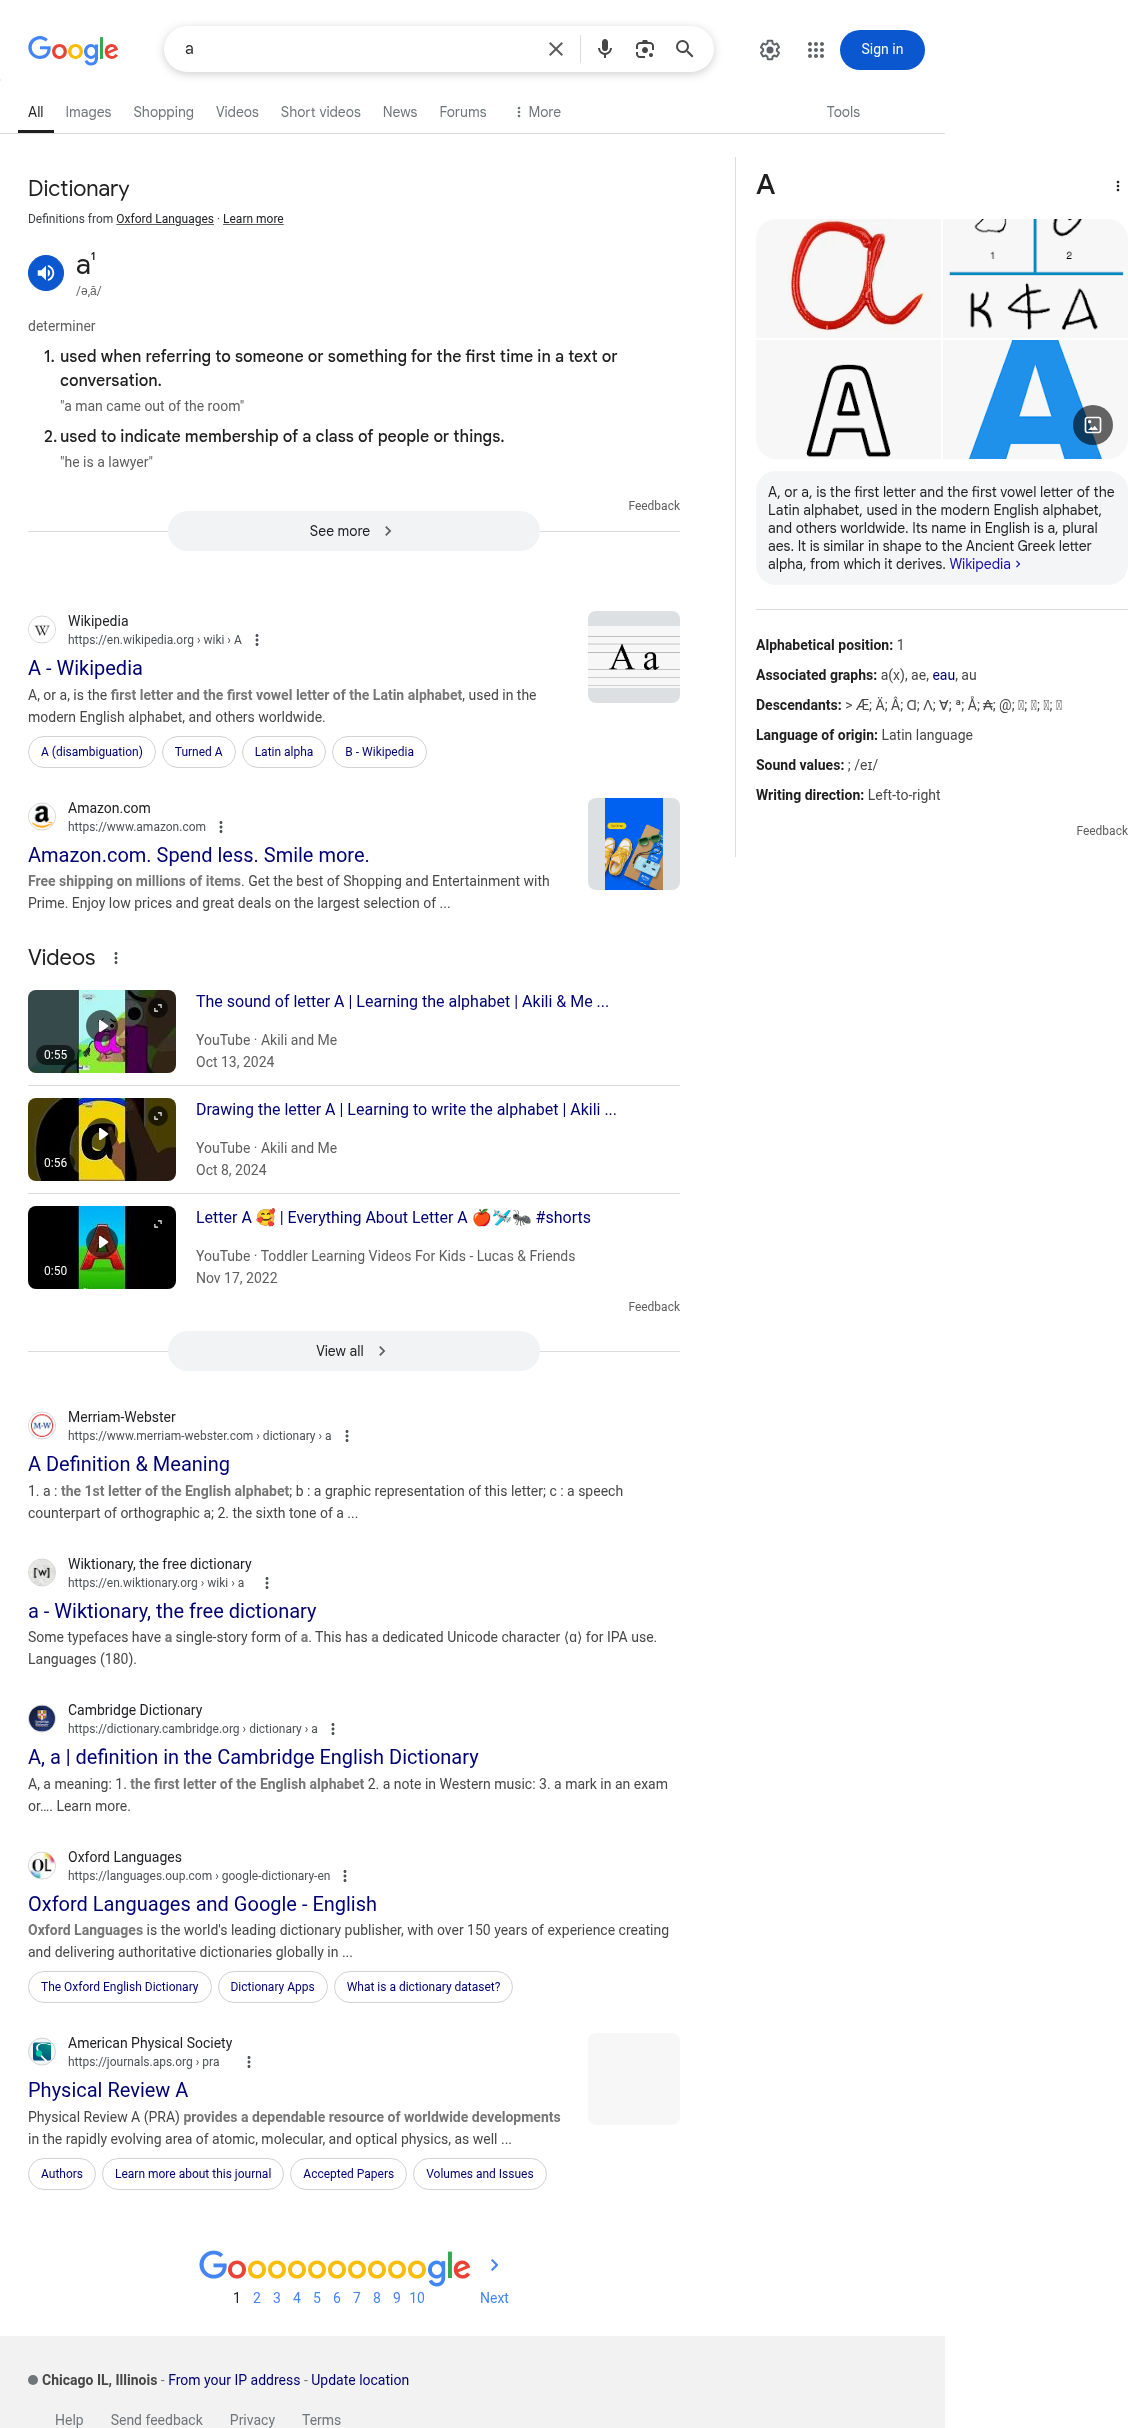 Google
a
Sign in
All
Images
Shopping
Videos
Short videos
News
Forums
More
Tools
Dictionary
Definitions from Oxford Languages · Learn more
a¹
/ə,ā/
determiner
1. used when referring to someone or something for the first time in a text or
conversation.
"a man came out of the room"
2. used to indicate membership of a class of people or things.
"he is a lawyer"
Feedback
See more
Wikipedia
https://en.wikipedia.org › wiki › A
A - Wikipedia
A, or a, is the first letter and the first vowel letter of the Latin alphabet, used in the
modern English alphabet, and others worldwide.
A a
A (disambiguation)
Turned A
Latin alpha
B - Wikipedia
Amazon.com
https://www.amazon.com
Amazon.com. Spend less. Smile more.
Free shipping on millions of items. Get the best of Shopping and Entertainment with
Prime. Enjoy low prices and great deals on the largest selection of ...
Videos
0:55
The sound of letter A | Learning the alphabet | Akili & Me ...
YouTube · Akili and Me
Oct 13, 2024
a
0:56
Drawing the letter A | Learning to write the alphabet | Akili ...
YouTube · Akili and Me
Oct 8, 2024
A
0:50
Letter A 🥰 | Everything About Letter A 🍎🛩️🐜 #shorts
YouTube · Toddler Learning Videos For Kids - Lucas & Friends
Nov 17, 2022
Feedback
View all
M-W
Merriam-Webster
https://www.merriam-webster.com › dictionary › a
A Definition & Meaning
1. a : the 1st letter of the English alphabet; b : a graphic representation of this letter; c : a speech
counterpart of orthographic a; 2. the sixth tone of a ...
[w]
Wiktionary, the free dictionary
https://en.wiktionary.org › wiki › a
a - Wiktionary, the free dictionary
Some typefaces have a single-story form of a. This has a dedicated Unicode character ⟨ɑ⟩ for IPA use.
Languages (180).
Cambridge Dictionary
https://dictionary.cambridge.org › dictionary › a
A, a | definition in the Cambridge English Dictionary
A, a meaning: 1. the first letter of the English alphabet 2. a note in Western music: 3. a mark in an exam
or.... Learn more.
OL
Oxford Languages
https://languages.oup.com › google-dictionary-en
Oxford Languages and Google - English
Oxford Languages is the world's leading dictionary publisher, with over 150 years of experience creating
and delivering authoritative dictionaries globally in ...
The Oxford English Dictionary
Dictionary Apps
What is a dictionary dataset?
American Physical Society
https://journals.aps.org › pra
Physical Review A
Physical Review A (PRA) provides a dependable resource of worldwide developments
in the rapidly evolving area of atomic, molecular, and optical physics, as well ...
Authors
Learn more about this journal
Accepted Papers
Volumes and Issues
Goooooooooogle
1 2 3 4 5 6 7 8 9 10 Next
Chicago IL, Illinois - From your IP address - Update location
Help
Send feedback
Privacy
Terms
A
a
1
2
A
A
A, or a, is the first letter and the first vowel letter of the
Latin alphabet, used in the modern English alphabet,
and others worldwide. Its name in English is a, plural
aes. It is similar in shape to the Ancient Greek letter
alpha, from which it derives. Wikipedia ›
Alphabetical position: 1
Associated graphs: a(x), ae, eau, au
Descendants: > Æ; Ä; Â; Ɑ; Λ; Ɐ; ª; Å; ₳; @;
Language of origin: Latin language
Sound values: ; /eɪ/
Writing direction: Left-to-right
Feedback